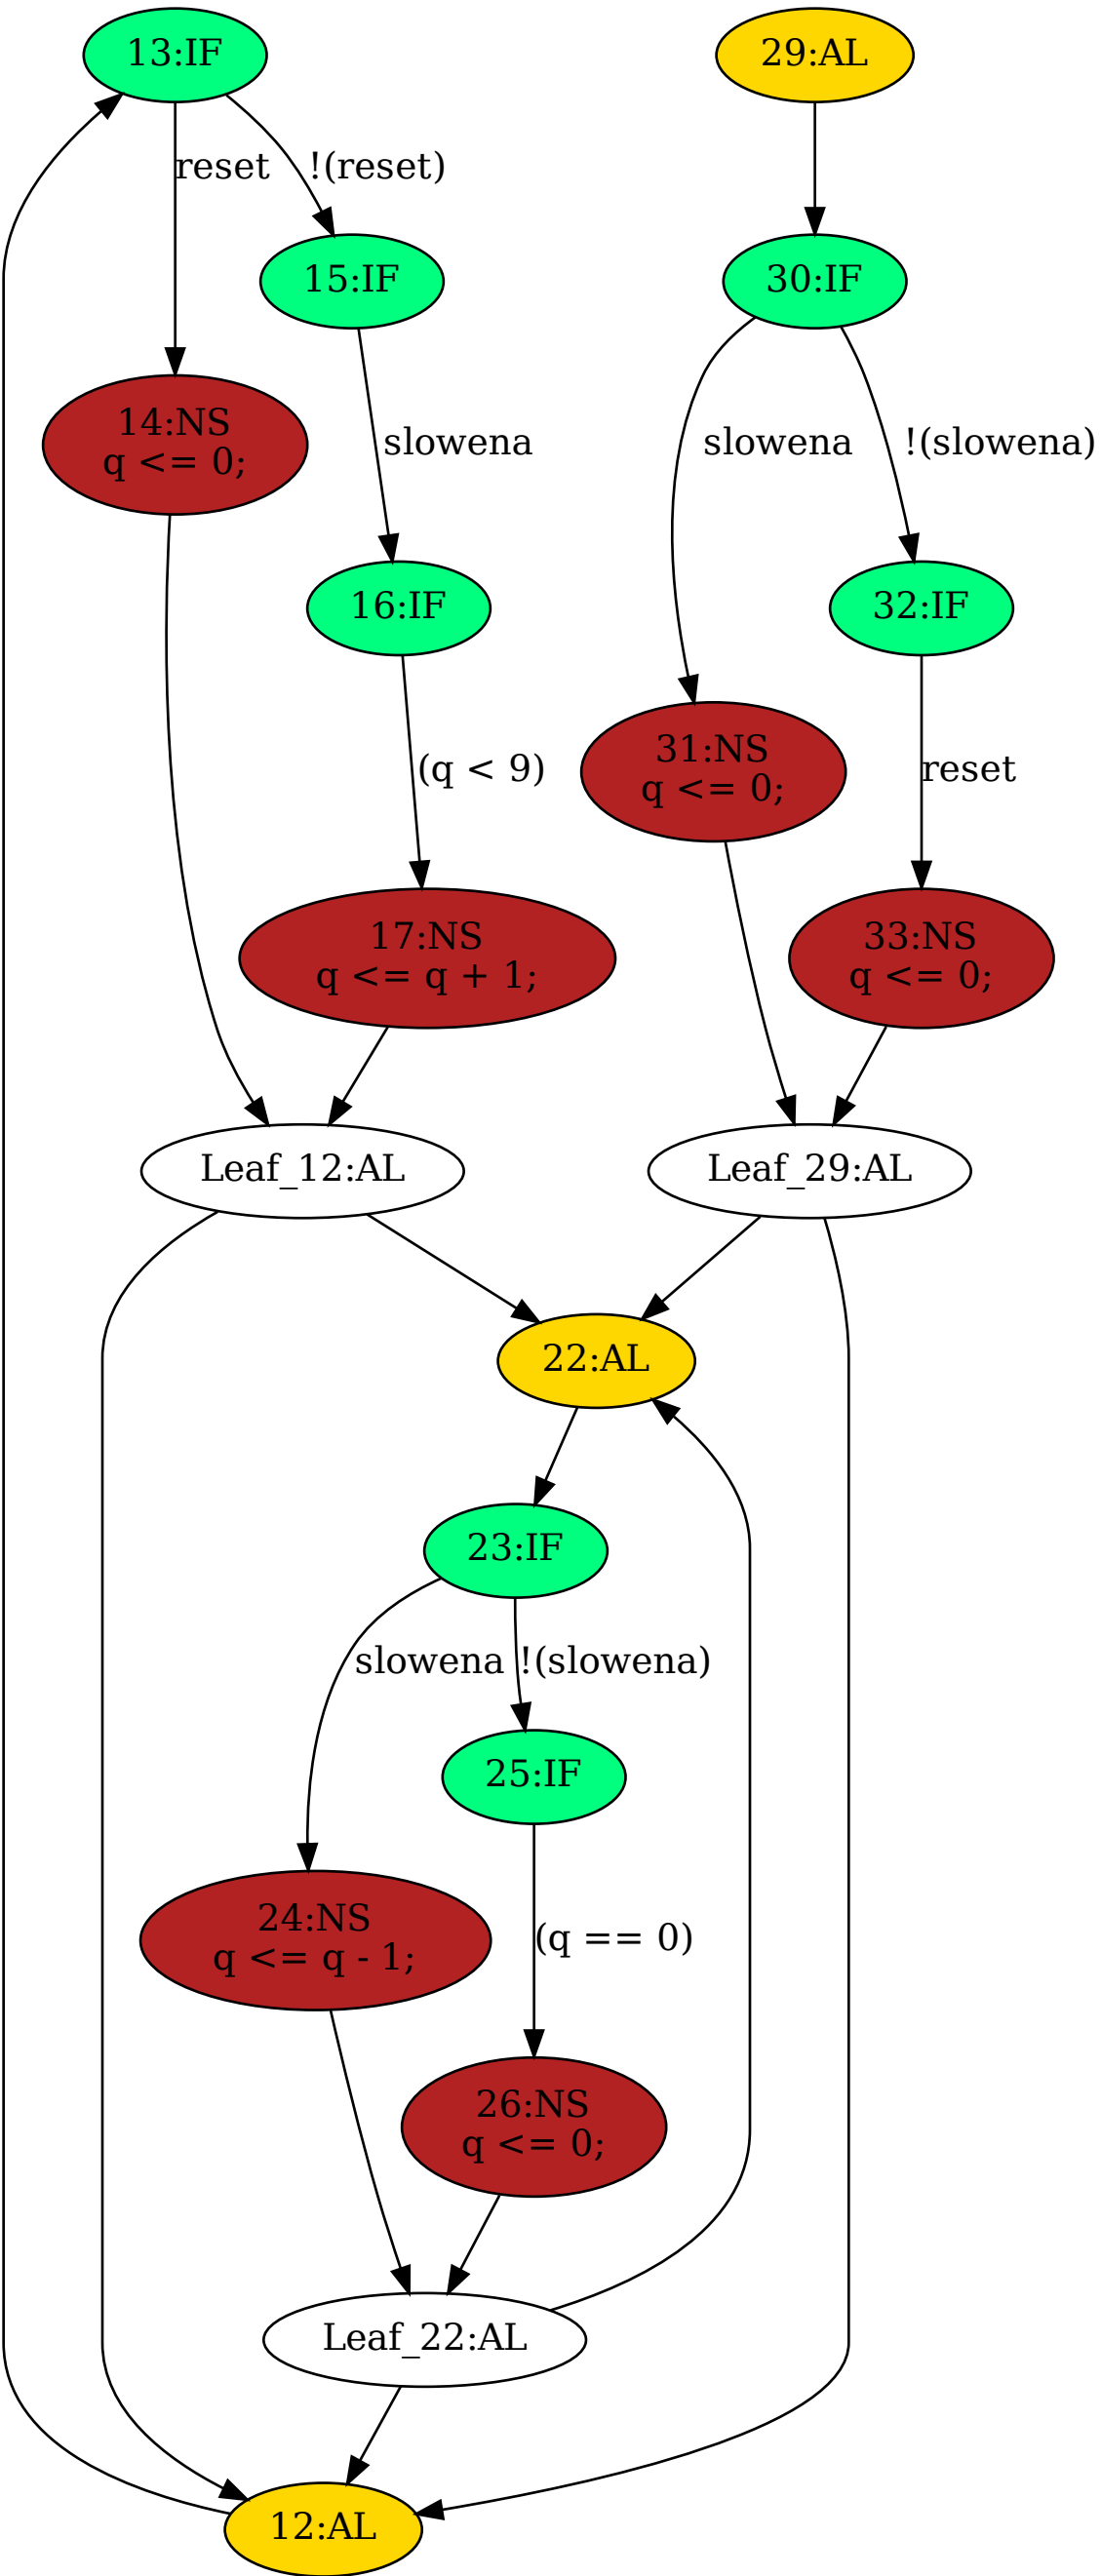 13:IF
29:AL
reset
!(reset)
15:IF
30:IF
14:NS
q <= 0;
slowena
slowena
!(slowena)
16:IF
32:IF
(q < 9)
31:NS
q <= 0;
reset
17:NS
q <= q + 1;
33:NS
q <= 0;
Leaf_12:AL
Leaf_29:AL
22:AL
23:IF
slowena
!(slowena)
25:IF
24:NS
q <= q - 1;
(q == 0)
26:NS
q <= 0;
Leaf_22:AL
12:AL